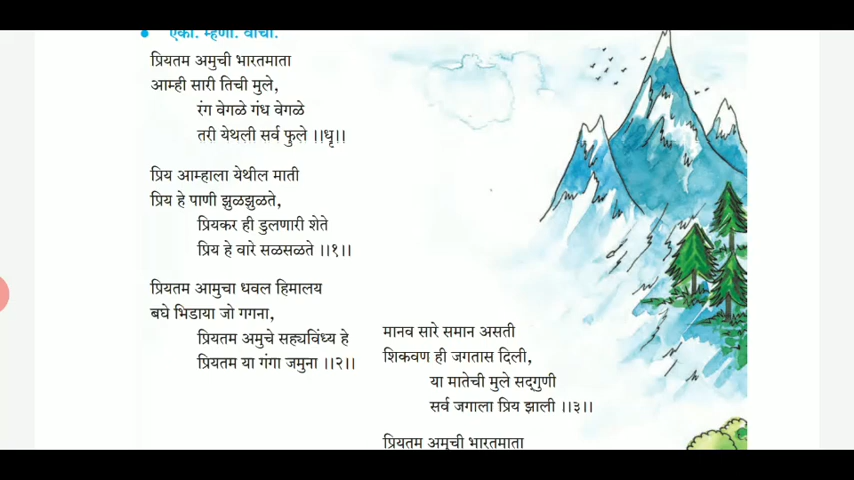 ऐका. म्हणा. वाचा.
प्रियतम अमुची भारतमाता
आम्ही सारी तिची मुले,
रंग वेगळे गंध वेगळे
तरी येथली सर्व फुले ।।धृ।।
प्रिय आम्हाला येथील माती
प्रिय हे पाणी झुळझुळते,
प्रियकर ही डुलणारी शेते
प्रिय हे वारे सळसळते ।।१।।
प्रियतम आमुचा धवल हिमालय
बघे भिडाया जो गगना,
प्रियतम अमुचे सह्यविंध्य हे
प्रियतम या गंगा जमुना ।।२।।
मानव सारे समान असती
शिकवण ही जगतास दिली,
या मातेची मुले सद्‌गुणी
सर्व जगाला प्रिय झाली ।।३।।
प्रियतम अमुची भारतमाता